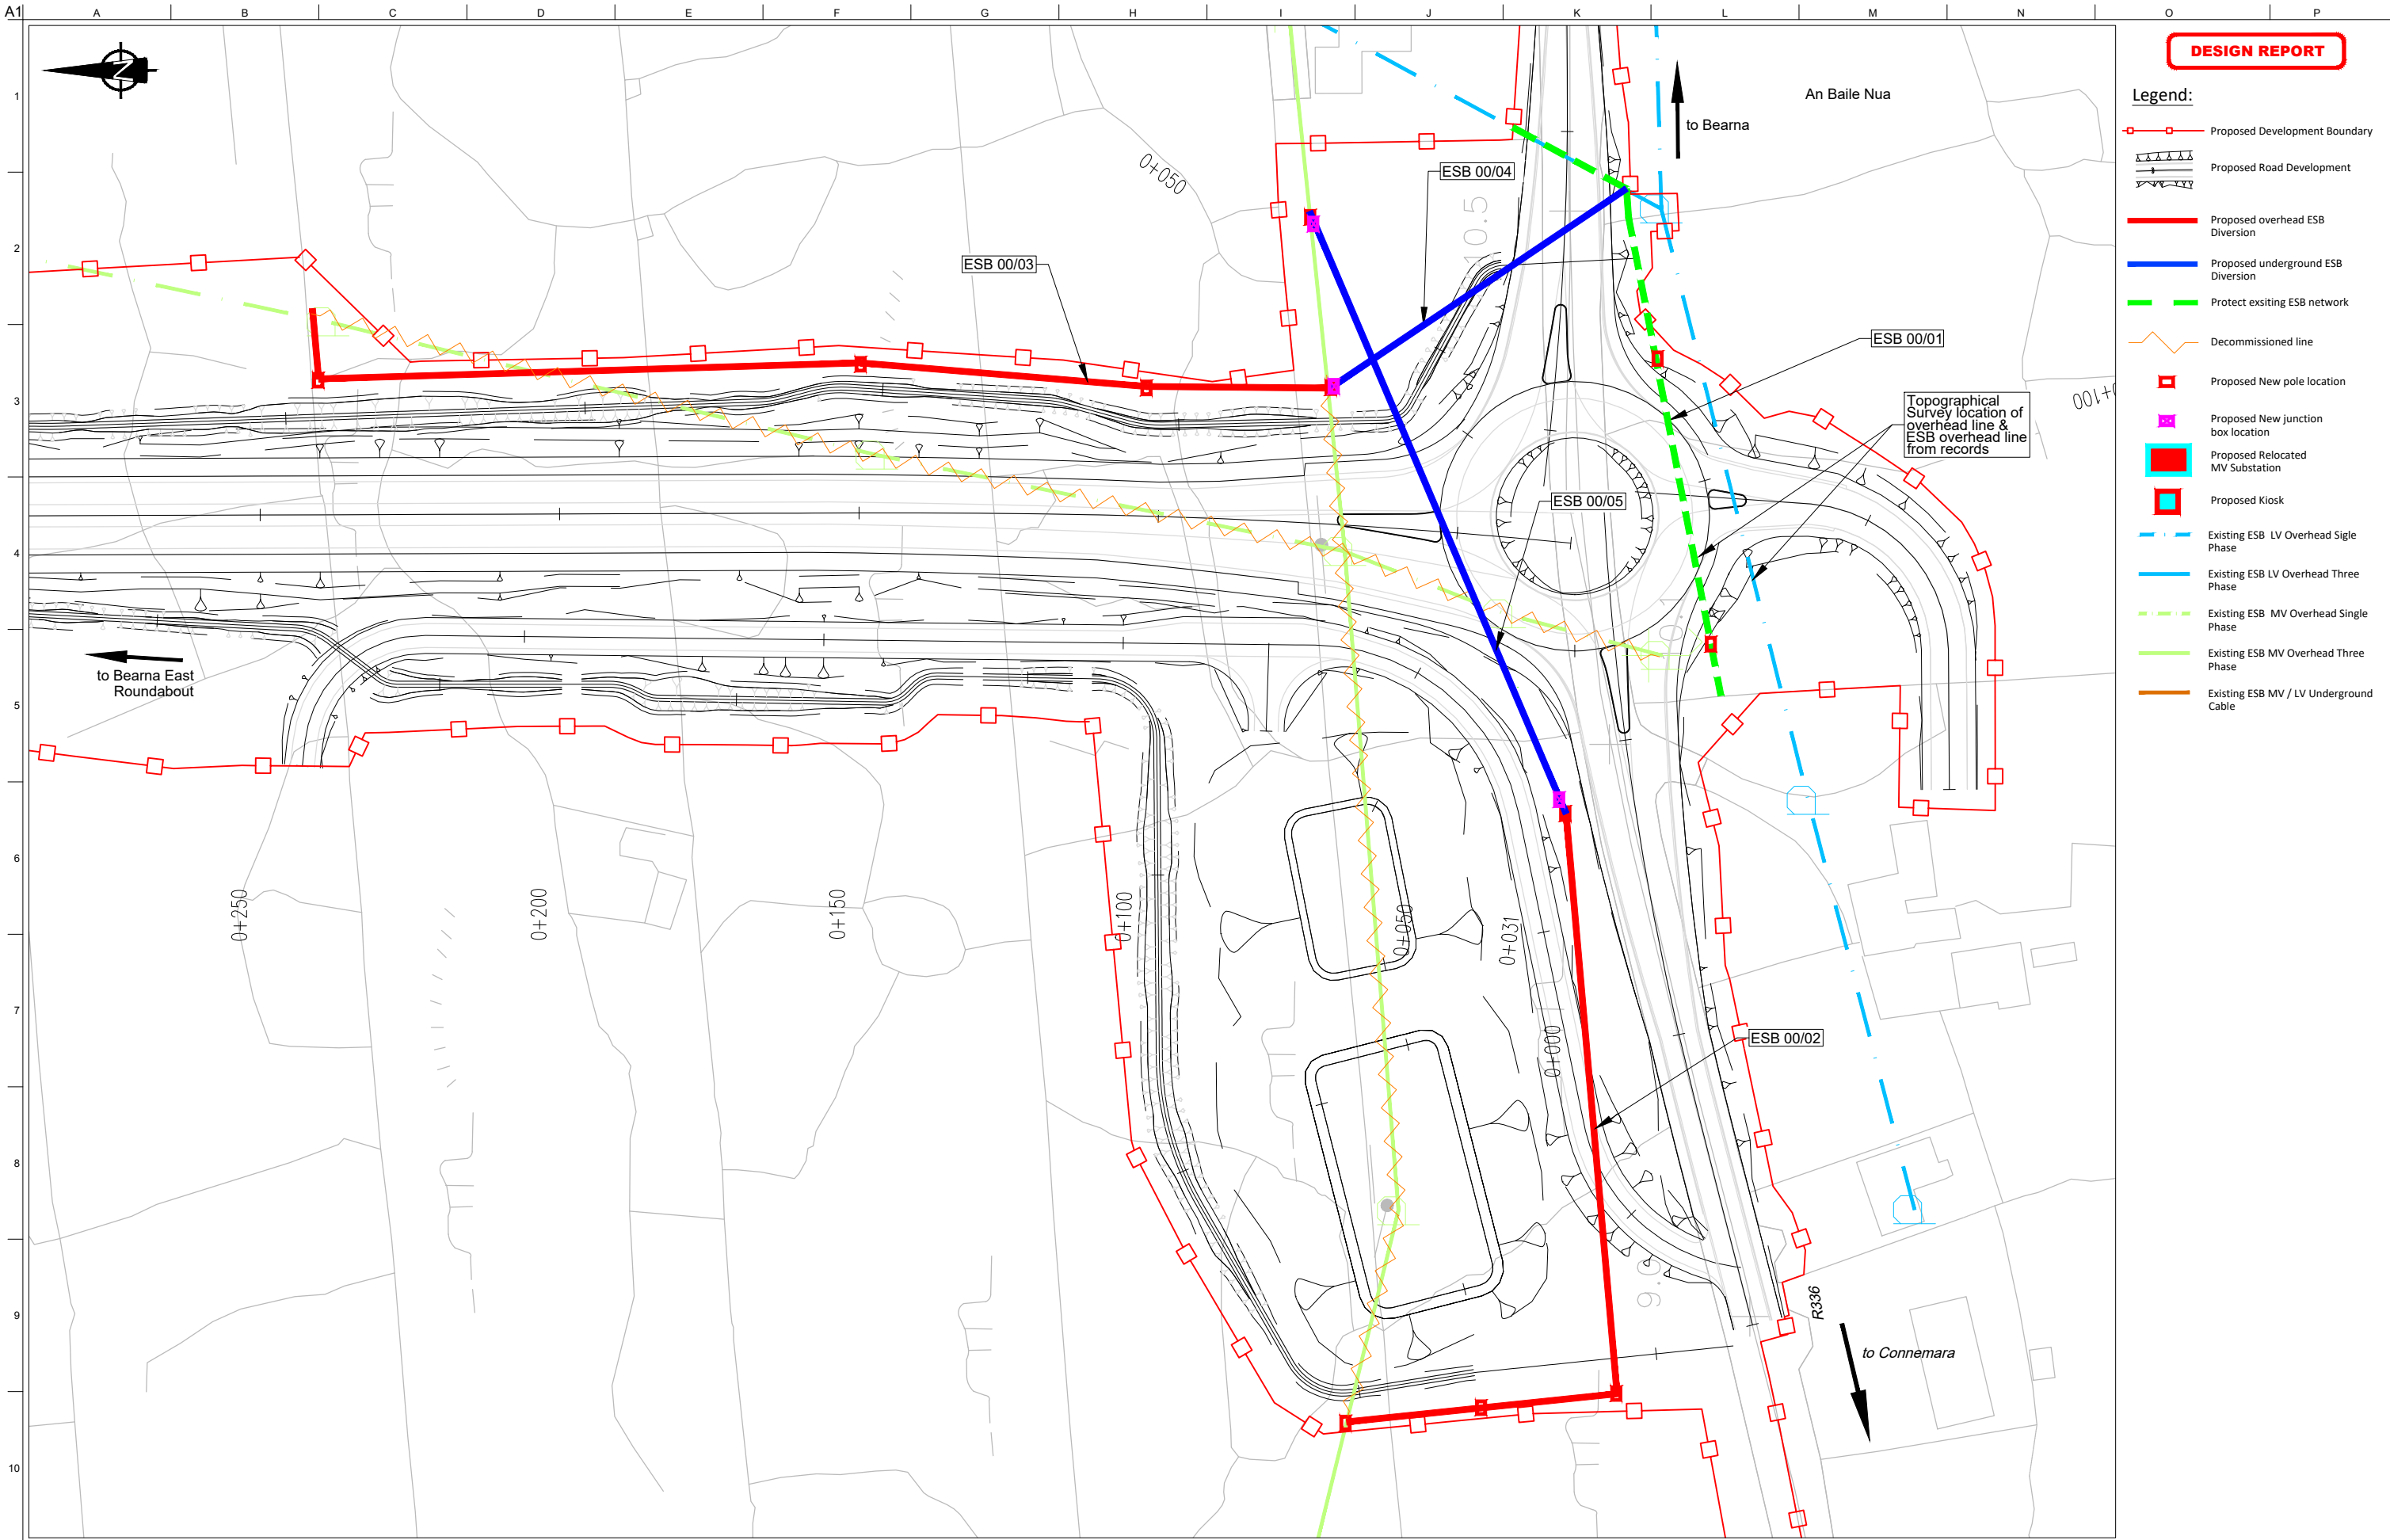 A1
A B C D E F G H I J K L M N O P
1
2
3
4
5
6
7
8
9
10
N
DESIGN REPORT
Legend:
Proposed Development Boundary
Proposed Road Development
Proposed overhead ESB
Diversion
Proposed underground ESB
Diversion
Protect exsiting ESB network
Decommissioned line
Proposed New pole location
Proposed New junction
box location
Proposed Relocated
MV Substation
Proposed Kiosk
Existing ESB LV Overhead Sigle
Phase
Existing ESB LV Overhead Three
Phase
Existing ESB MV Overhead Single
Phase
Existing ESB MV Overhead Three
Phase
Existing ESB MV / LV Underground
Cable
An Baile Nua
to Bearna
0+050
ESB 00/04
10.5
ESB 00/03
ESB 00/01
0+100
Topographical
Survey location of
overhead line &
ESB overhead line
from records
ESB 00/05
to Bearna East
Roundabout
0+250
0+200
0+150
0+100
0+050
0+031
0+000
ESB 00/02
9.9
R336
to Connemara